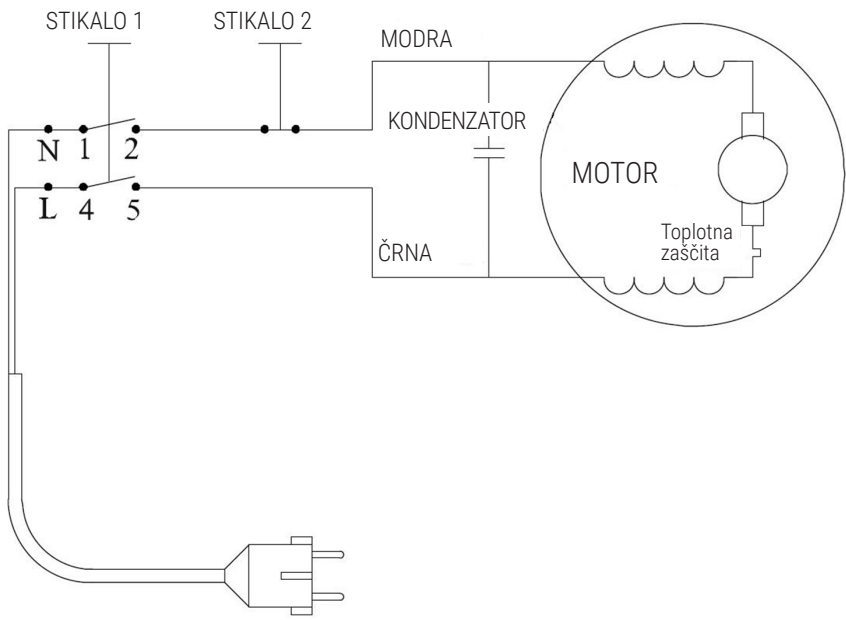 STIKALO 1
STIKALO 2
MODRA
KONDENZATOR
N 1 2
MOTOR
L 4 5
Toplotna
zaščita
ČRNA